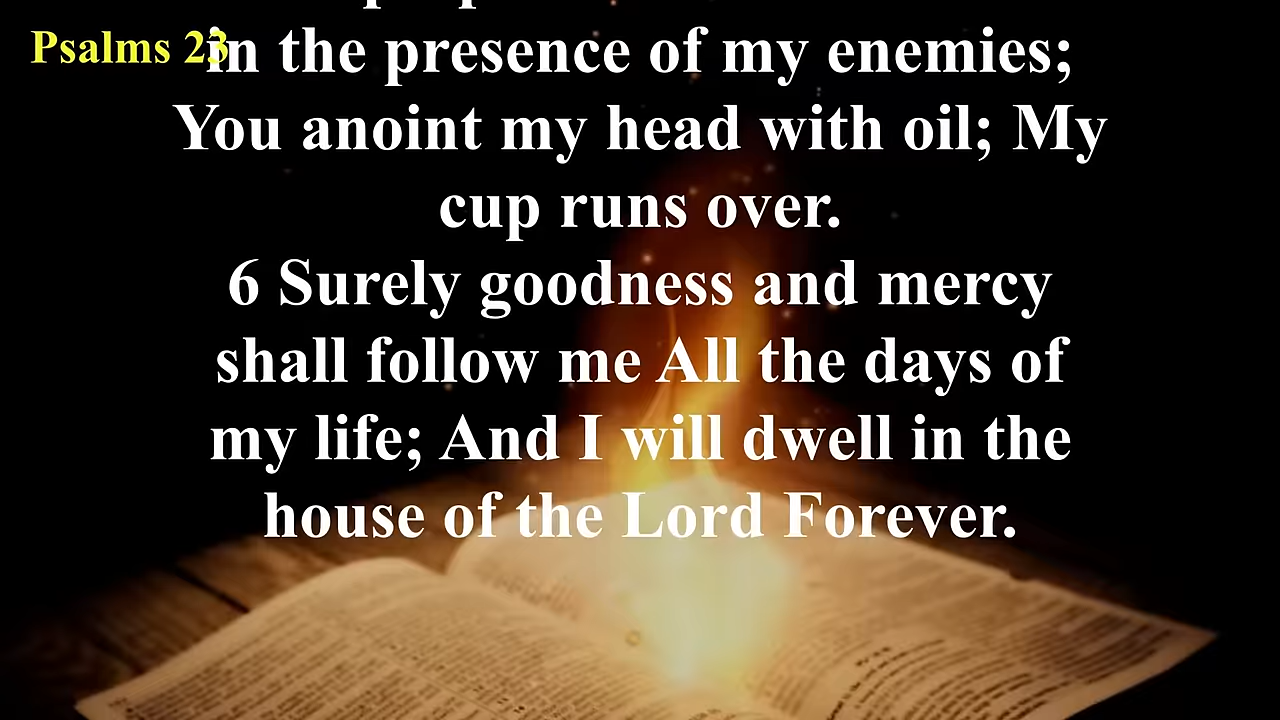 Psalms 23
in the presence of my enemies;
You anoint my head with oil; My
cup runs over.
6 Surely goodness and mercy
shall follow me All the days of
my life; And I will dwell in the
house of the Lord Forever.